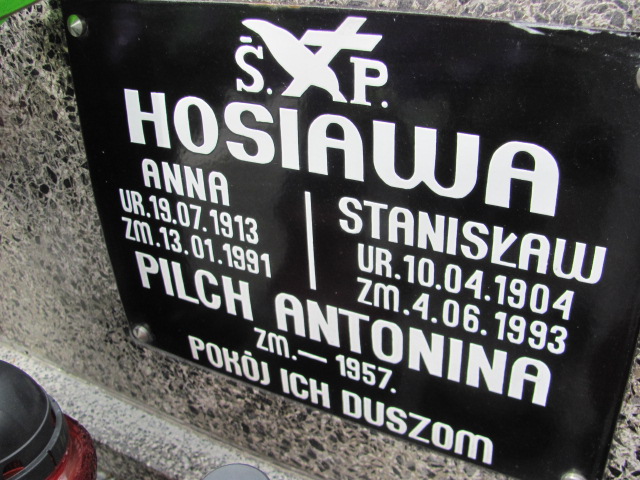 Ś. P.
HOSIAWA
ANNA
UR.19.07.1913
ZM.13.01.1991
STANISŁAW
UR.10.04.1904
ZM.4.06.1993
PILCH ANTONINA
ZM.— 1957.
POKÓJ ICH DUSZOM